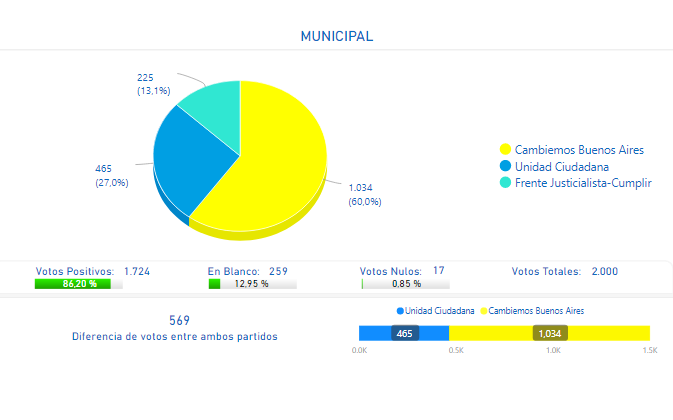 MUNICIPAL
225
(13,1%)
465
(27,0%)
1.034
(60,0%)
Cambiemos Buenos Aires
Unidad Ciudadana
Frente Justicialista-Cumplir
Votos Positivos: 1.724
86,20 %
En Blanco: 259
12,95 %
Votos Nulos: 17
0.85 %
Votos Totales: 2.000
569
Diferencia de votos entre ambos partidos
Unidad Ciudadana Cambiemos Buenos Aires
465 1,034
0.0K 0.5K 1.0K 1.5K